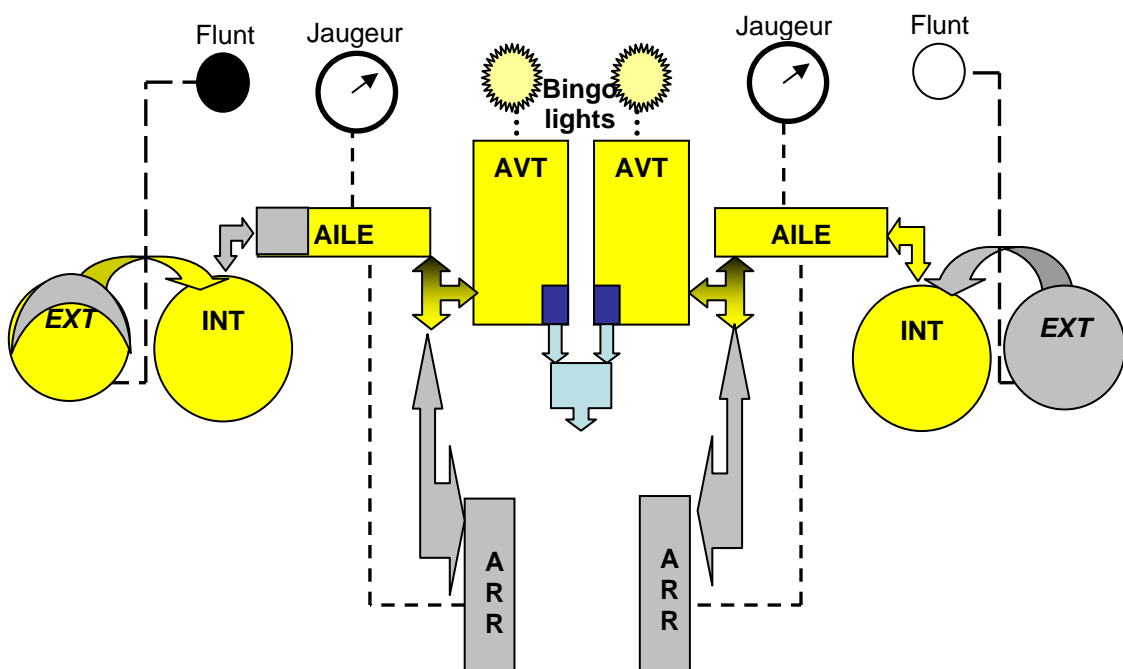 Flunt
Jaugeur
Jaugeur
Flunt
Bingo
lights
AVT
AVT
AILE
AILE
EXT
INT
INT
EXT
A
R
R
A
R
R